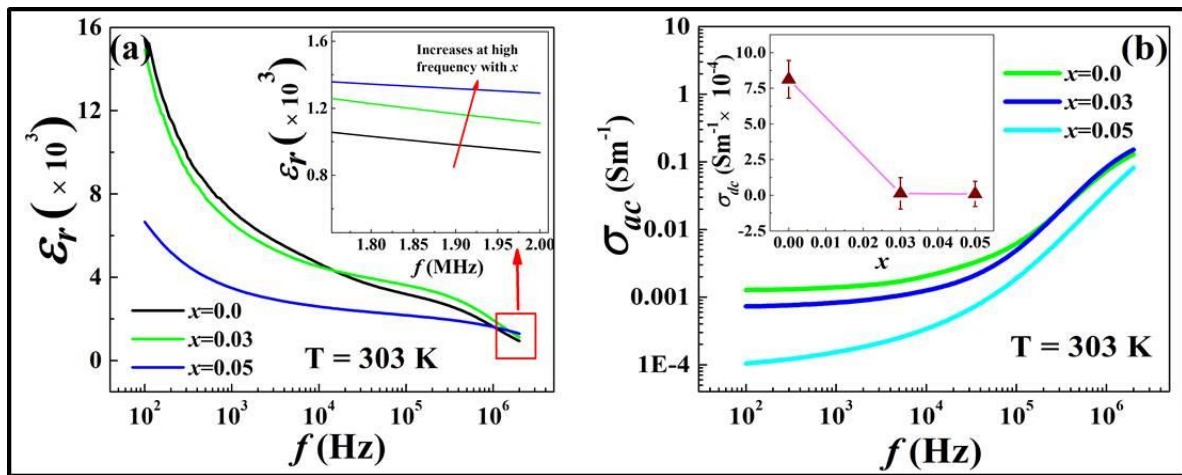 (a)
16
12
8
4
0
εr ( × 10³ )
10² 10³ 10⁴ 10⁵ 10⁶
f (Hz)
x=0.0
x=0.03
x=0.05
T = 303 K
Increases at high
frequency with x
1.6
1.2
0.8
εr ( × 10³ )
1.80 1.85 1.90 1.95 2.00
f (MHz)
(b)
10
1
0.1
0.01
0.001
1E-4
σac (Sm⁻¹)
10² 10³ 10⁴ 10⁵ 10⁶
f (Hz)
x=0.0
x=0.03
x=0.05
T = 303 K
10.0
7.5
5.0
2.5
0.0
-2.5
σdc (Sm⁻¹× 10⁻⁴)
0.00 0.01 0.02 0.03 0.04 0.05
x